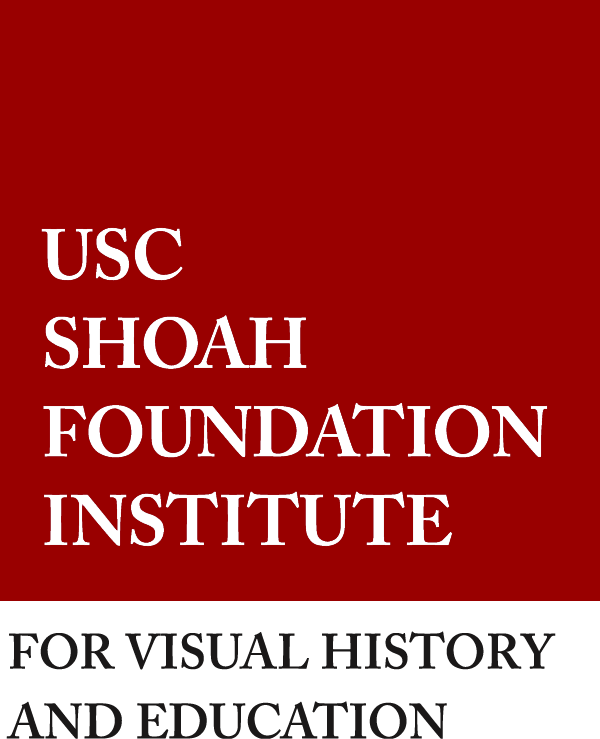 USC
SHOAH
FOUNDATION
INSTITUTE
FOR VISUAL HISTORY
AND EDUCATION